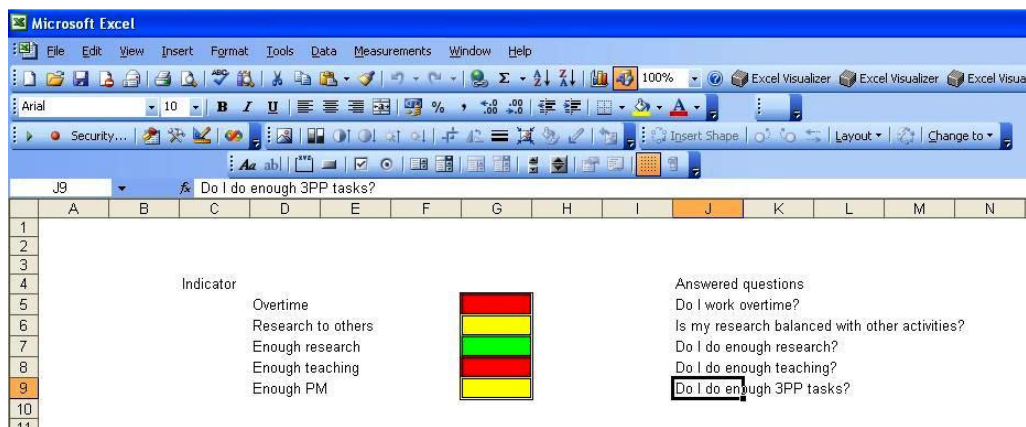 Microsoft Excel
File Edit View Insert Format Tools Data Measurements Window Help
100% Excel Visualizer Excel Visualizer Excel Visua
Arial 10 B I U % ,
Security... Insert Shape Layout Change to
Aa ab|
J9 fx Do I do enough 3PP tasks?
A B C D E F G H I J K L M N
1
2
3
4 Indicator Answered questions
5 Overtime Do I work overtime?
6 Research to others Is my research balanced with other activities?
7 Enough research Do I do enough research?
8 Enough teaching Do I do enough teaching?
9 Enough PM Do I do enough 3PP tasks?
10
11